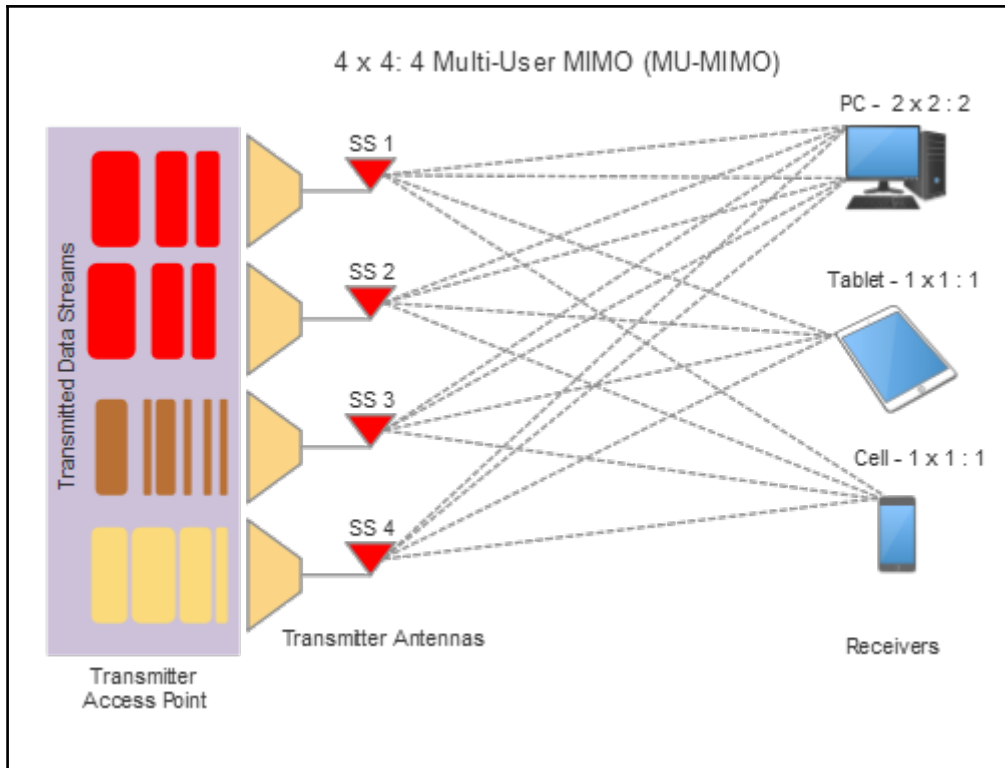 4 x 4: 4 Multi-User MIMO (MU-MIMO)
PC - 2 x 2 : 2
SS 1
SS 2
Tablet - 1 x 1 : 1
Transmitted Data Streams
SS 3
Cell - 1 x 1 : 1
SS 4
Transmitter Antennas
Receivers
Transmitter
Access Point